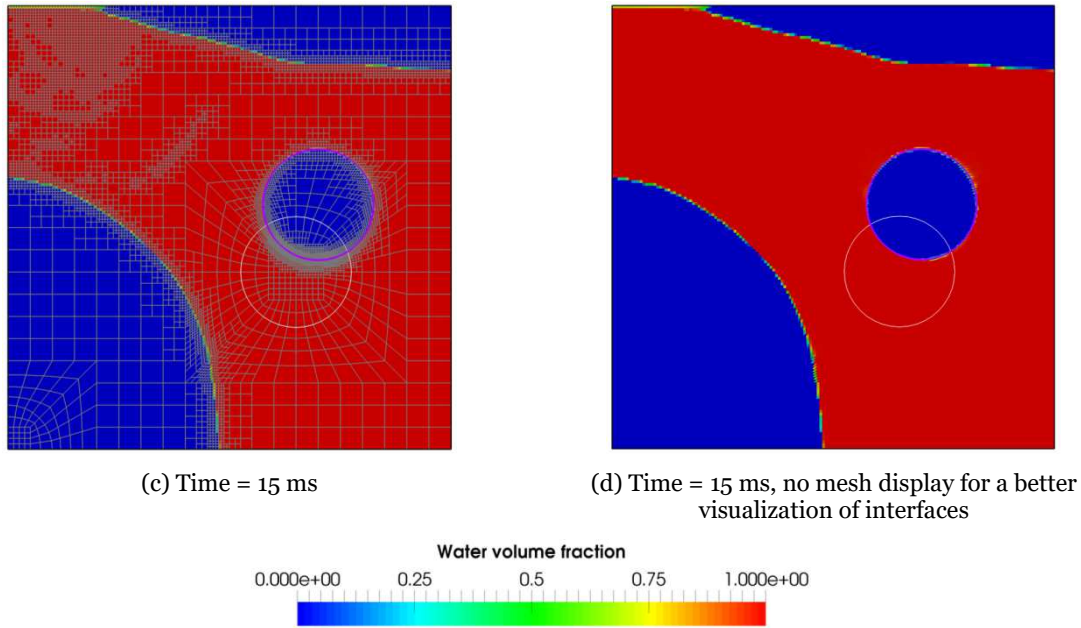 (c) Time = 15 ms
(d) Time = 15 ms, no mesh display for a better
visualization of interfaces
Water volume fraction
0.000e+00 0.25 0.5 0.75 1.000e+00